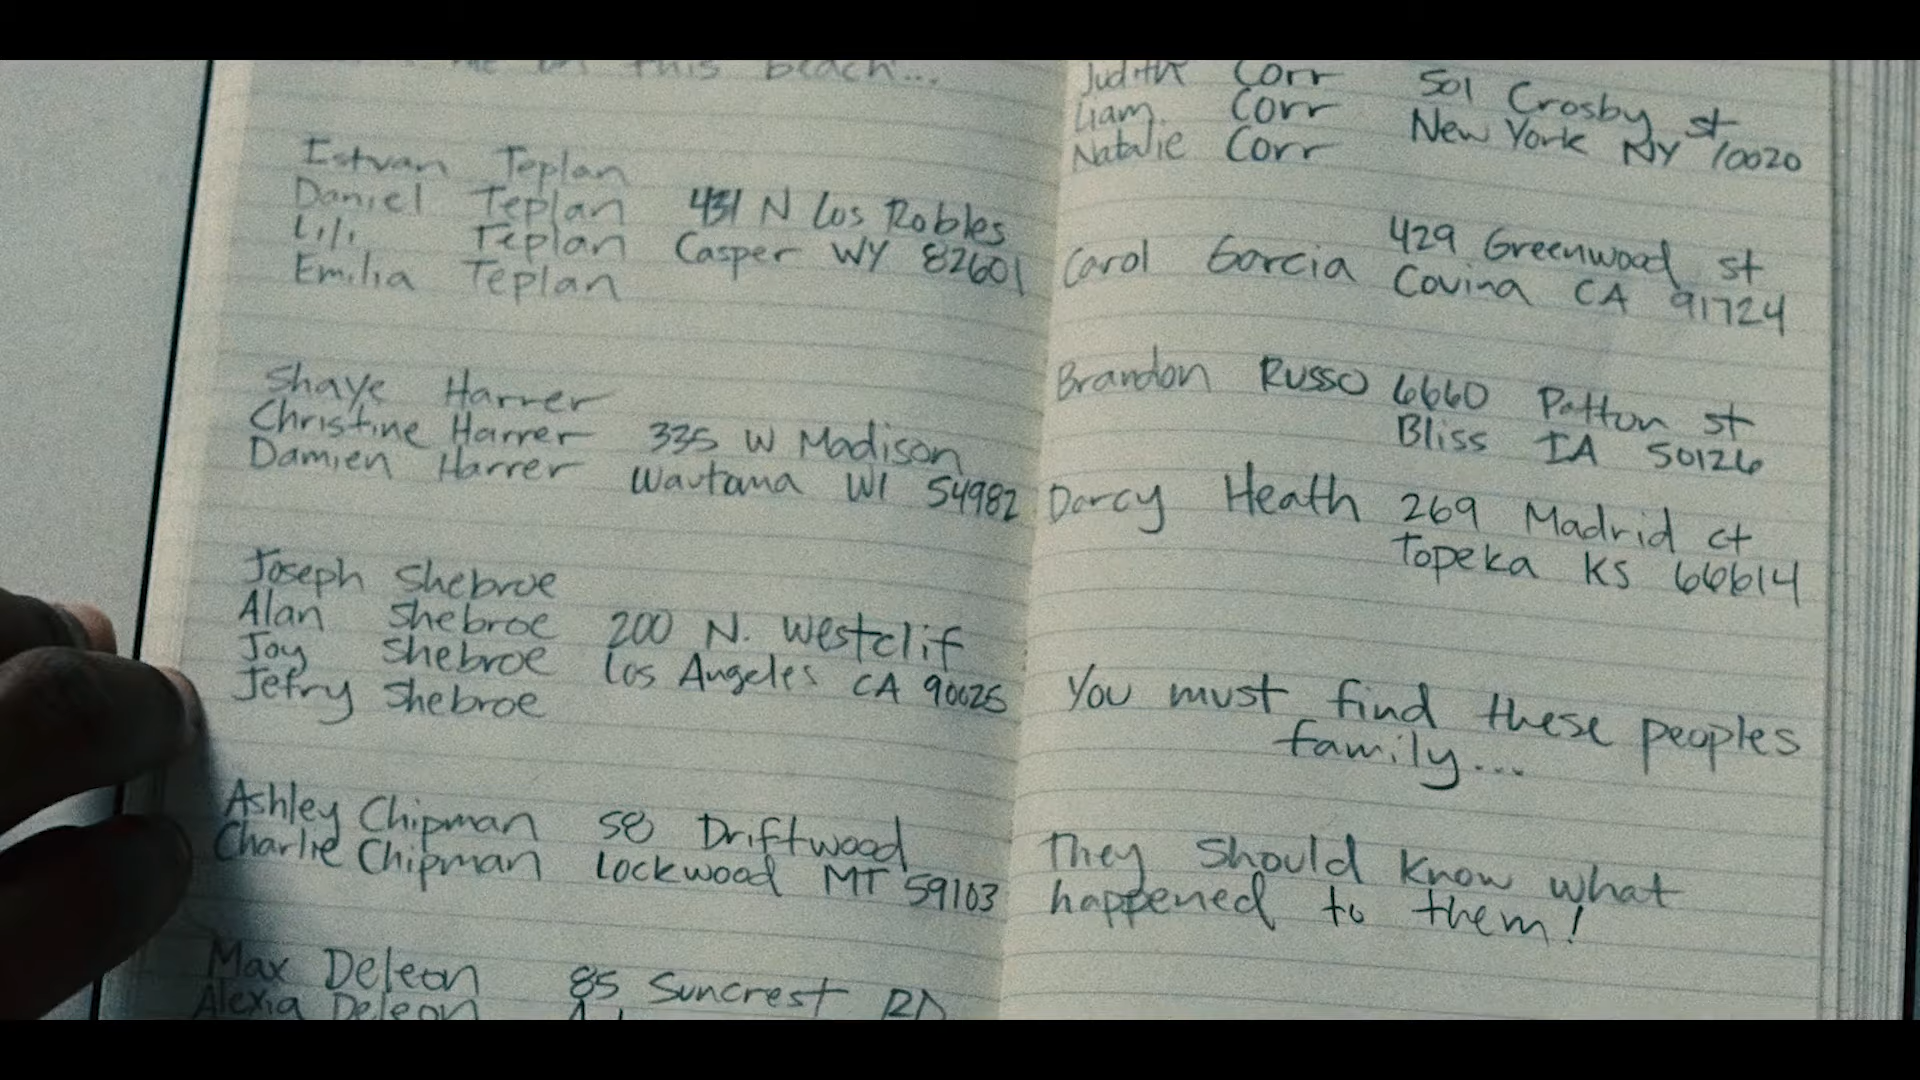 on this beach...
Istvan Teplan
Daniel Teplan 431 N Los Robles
Lili Teplan Casper WY 82601
Emilia Teplan
Shaye Harrer
Christine Harrer 335 W Madison
Damien Harrer Wautoma WI 54982
Joseph Shebroe
Alan Shebroe 200 N. Westclif
Joy Shebroe Los Angeles CA 90025
Jefry Shebroe
Ashley Chipman 58 Driftwood
Charlie Chipman Lockwood MT 59103
Max Deleon 85 Suncrest RD
Alexia Deleon
Judith Corr 501 Crosby st
Liam Corr New York NY 10020
Natalie Corr
429 Greenwood st
Carol Garcia Covina CA 91724
Brandon Russo 6660 Patton st
Bliss IA 50126
Darcy Heath 269 Madrid ct
Topeka KS 66614
You must find these peoples
family...
They should know what
happened to them!